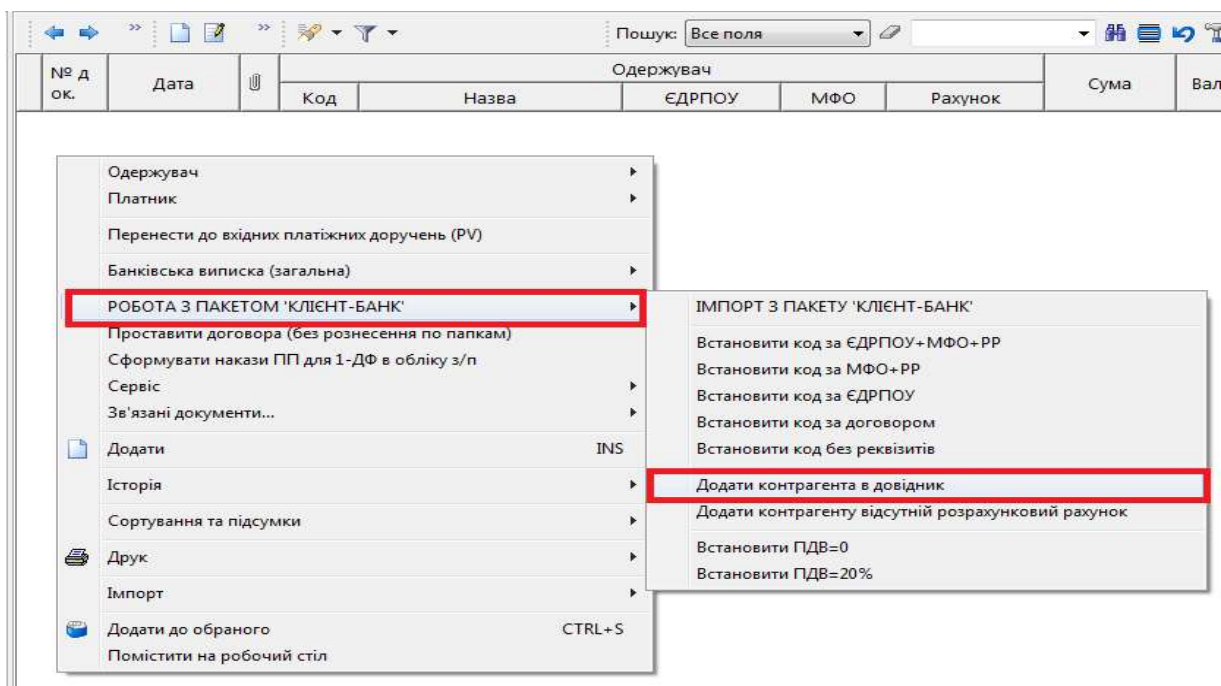 Пошук: Все поля
№ д
ок.
Дата
Одержувач
Код
Назва
ЄДРПОУ
МФО
Рахунок
Сума
Вал
Одержувач
Платник
Перенести до вхідних платіжних доручень (PV)
Банківська виписка (загальна)
РОБОТА З ПАКЕТОМ 'КЛІЄНТ-БАНК'
Проставити договора (без рознесення по папкам)
Сформувати накази ПП для 1-ДФ в обліку з/п
Сервіс
Зв'язані документи...
Додати INS
Історія
Сортування та підсумки
Друк
Імпорт
Додати до обраного CTRL+S
Помістити на робочий стіл
ІМПОРТ З ПАКЕТУ 'КЛІЄНТ-БАНК'
Встановити код за ЄДРПОУ+МФО+РР
Встановити код за МФО+РР
Встановити код за ЄДРПОУ
Встановити код за договором
Встановити код без реквізитів
Додати контрагента в довідник
Додати контрагенту відсутній розрахунковий рахунок
Встановити ПДВ=0
Встановити ПДВ=20%